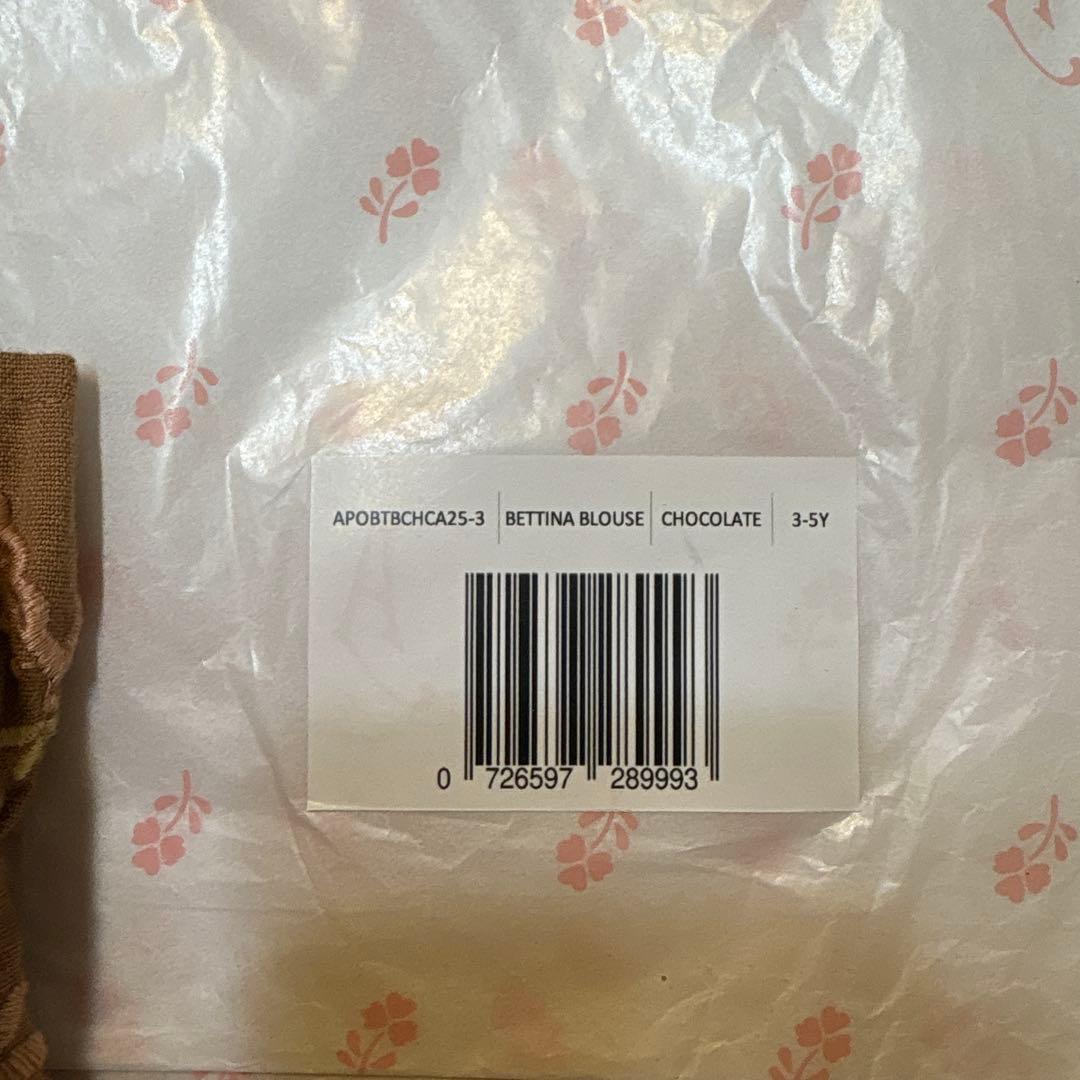 APOBTBCHCA25-3 BETTINA BLOUSE CHOCOLATE 3-5Y
0 726597 289993